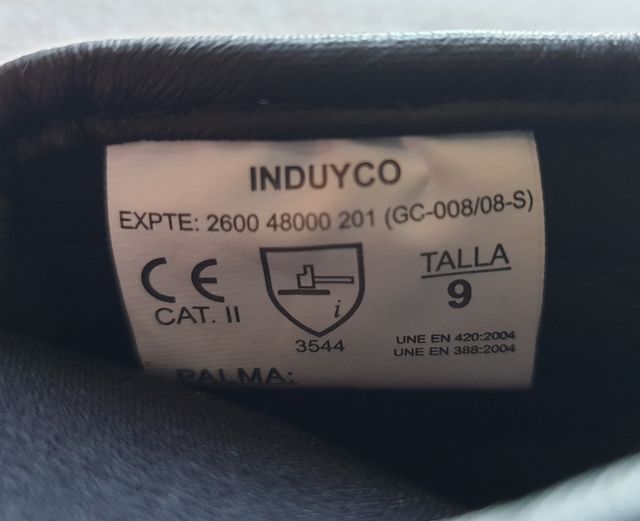 INDUYCO
EXPTE: 2600 48000 201 (GC-008/08-S)
CE
CAT. II
i
3544
TALLA
9
UNE EN 420:2004
UNE EN 388:2004
PALMA: